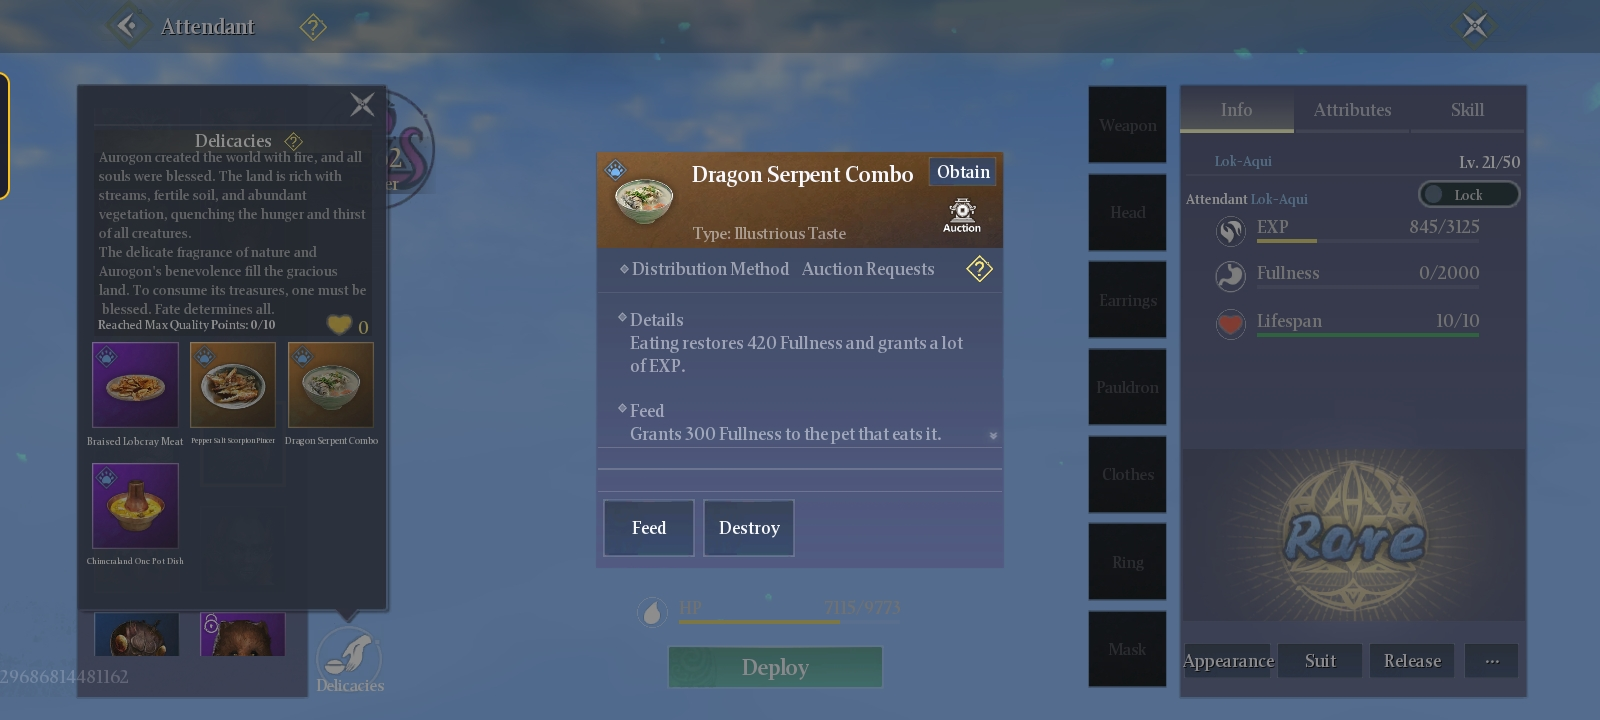 Attendant
?
Delicacies
?
Aurogon created the world with fire, and all
souls were blessed. The land is rich with
streams, fertile soil, and abundant
vegetation, quenching the hunger and thirst
of all creatures.
The delicate fragrance of nature and
Aurogon's benevolence fill the gracious
land. To consume its treasures, one must be
blessed. Fate determines all.
Reached Max Quality Points: 0/10
0
Braised Lobcray Meat
Pepper Salt Scorpion Pincer
Dragon Serpent Combo
Chimeraland One Pot Dish
29686814481162
Delicacies
Dragon Serpent Combo
Obtain
Type: Illustrious Taste
Auction
Distribution Method Auction Requests
?
Details
Eating restores 420 Fullness and grants a lot
of EXP.
Feed
Grants 300 Fullness to the pet that eats it.
Feed
Destroy
HP 7115/9773
Deploy
Weapon
Head
Earrings
Pauldron
Clothes
Ring
Mask
Info
Attributes
Skill
Lok-Aqui
Lv. 21/50
Attendant Lok-Aqui
Lock
EXP 845/3125
Fullness 0/2000
Lifespan 10/10
Rare
Appearance
Suit
Release
...